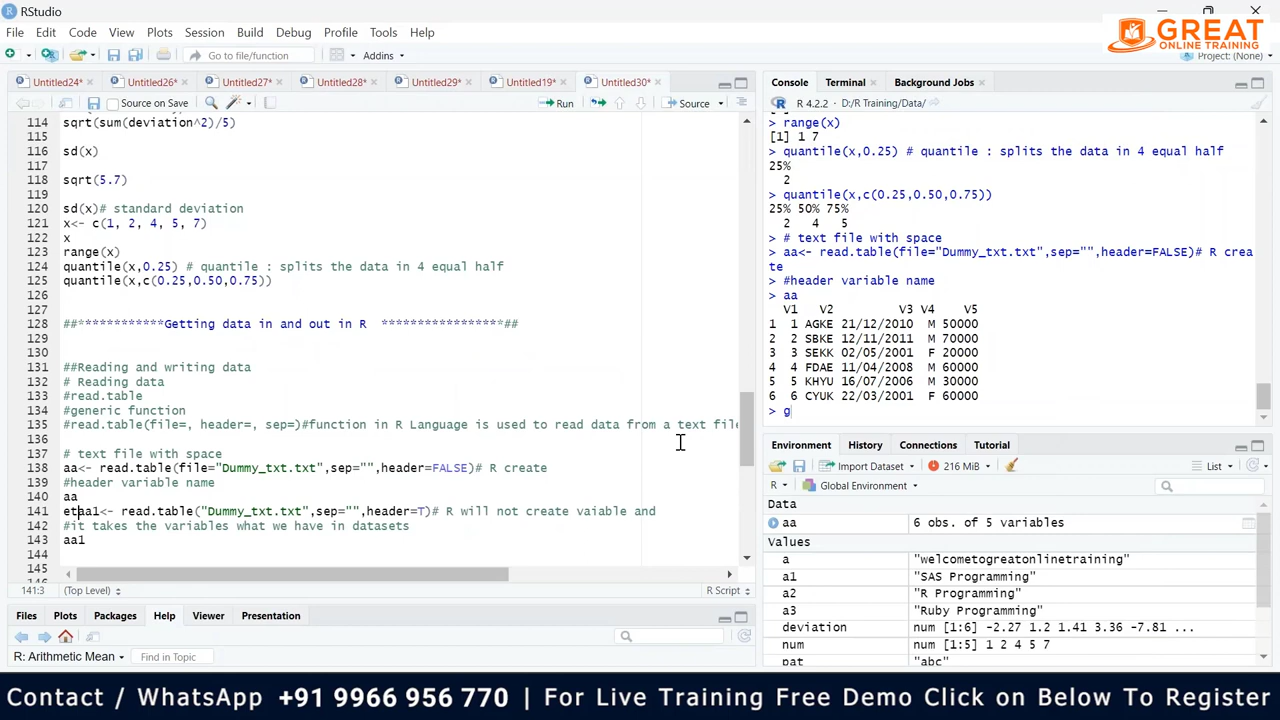 RStudio
GREAT
ONLINE TRAINING
File Edit Code View Plots Session Build Debug Profile Tools Help
Go to file/function Addins Project: (None)
Untitled24* Untitled26* Untitled27* Untitled28* Untitled29* Untitled19* Untitled30*
Source on Save Run Source
114 sqrt(sum(deviation^2)/5)
115
116 sd(x)
117
118 sqrt(5.7)
119
120 sd(x)# standard deviation
121 x<- c(1, 2, 4, 5, 7)
122 x
123 range(x)
124 quantile(x,0.25) # quantile : splits the data in 4 equal half
125 quantile(x,c(0.25,0.50,0.75))
126
127
128 ##************Getting data in and out in R *****************##
129
130
131 ##Reading and writing data
132 # Reading data
133 #read.table
134 #generic function
135 #read.table(file=, header=, sep=)#function in R Language is used to read data from a text file
136
137 # text file with space
138 aa<- read.table(file="Dummy_txt.txt",sep="",header=FALSE)# R create
139 #header variable name
140 aa
141 etaa1<- read.table("Dummy_txt.txt",sep="",header=T)# R will not create vaiable and
142 #it takes the variables what we have in datasets
143 aa1
144
145
141:3 (Top Level) R Script
Files Plots Packages Help Viewer Presentation
R: Arithmetic Mean Find in Topic
Console Terminal Background Jobs
R 4.2.2 · D:/R Training/Data/
> range(x)
[1] 1 7
> quantile(x,0.25) # quantile : splits the data in 4 equal half
25%
2
> quantile(x,c(0.25,0.50,0.75))
25% 50% 75%
2 4 5
> # text file with space
> aa<- read.table(file="Dummy_txt.txt",sep="",header=FALSE)# R crea
te
> #header variable name
> aa
V1 V2 V3 V4 V5
1 1 AGKE 21/12/2010 M 50000
2 2 SBKE 12/11/2011 M 70000
3 3 SEKK 02/05/2001 F 20000
4 4 FDAE 11/04/2008 M 60000
5 5 KHYU 16/07/2006 M 30000
6 6 CYUK 22/03/2001 F 60000
> g
Environment History Connections Tutorial
Import Dataset 216 MiB List
R Global Environment
Data
aa 6 obs. of 5 variables
Values
a "welcometogreatonlinetraining"
a1 "SAS Programming"
a2 "R Programming"
a3 "Ruby Programming"
deviation num [1:6] -2.27 1.2 1.41 3.36 -7.81 ...
num num [1:5] 1 2 4 5 7
pat "abc"
Contact / WhatsApp +91 9966 956 770 | For Live Training Free Demo Click on Below To Register